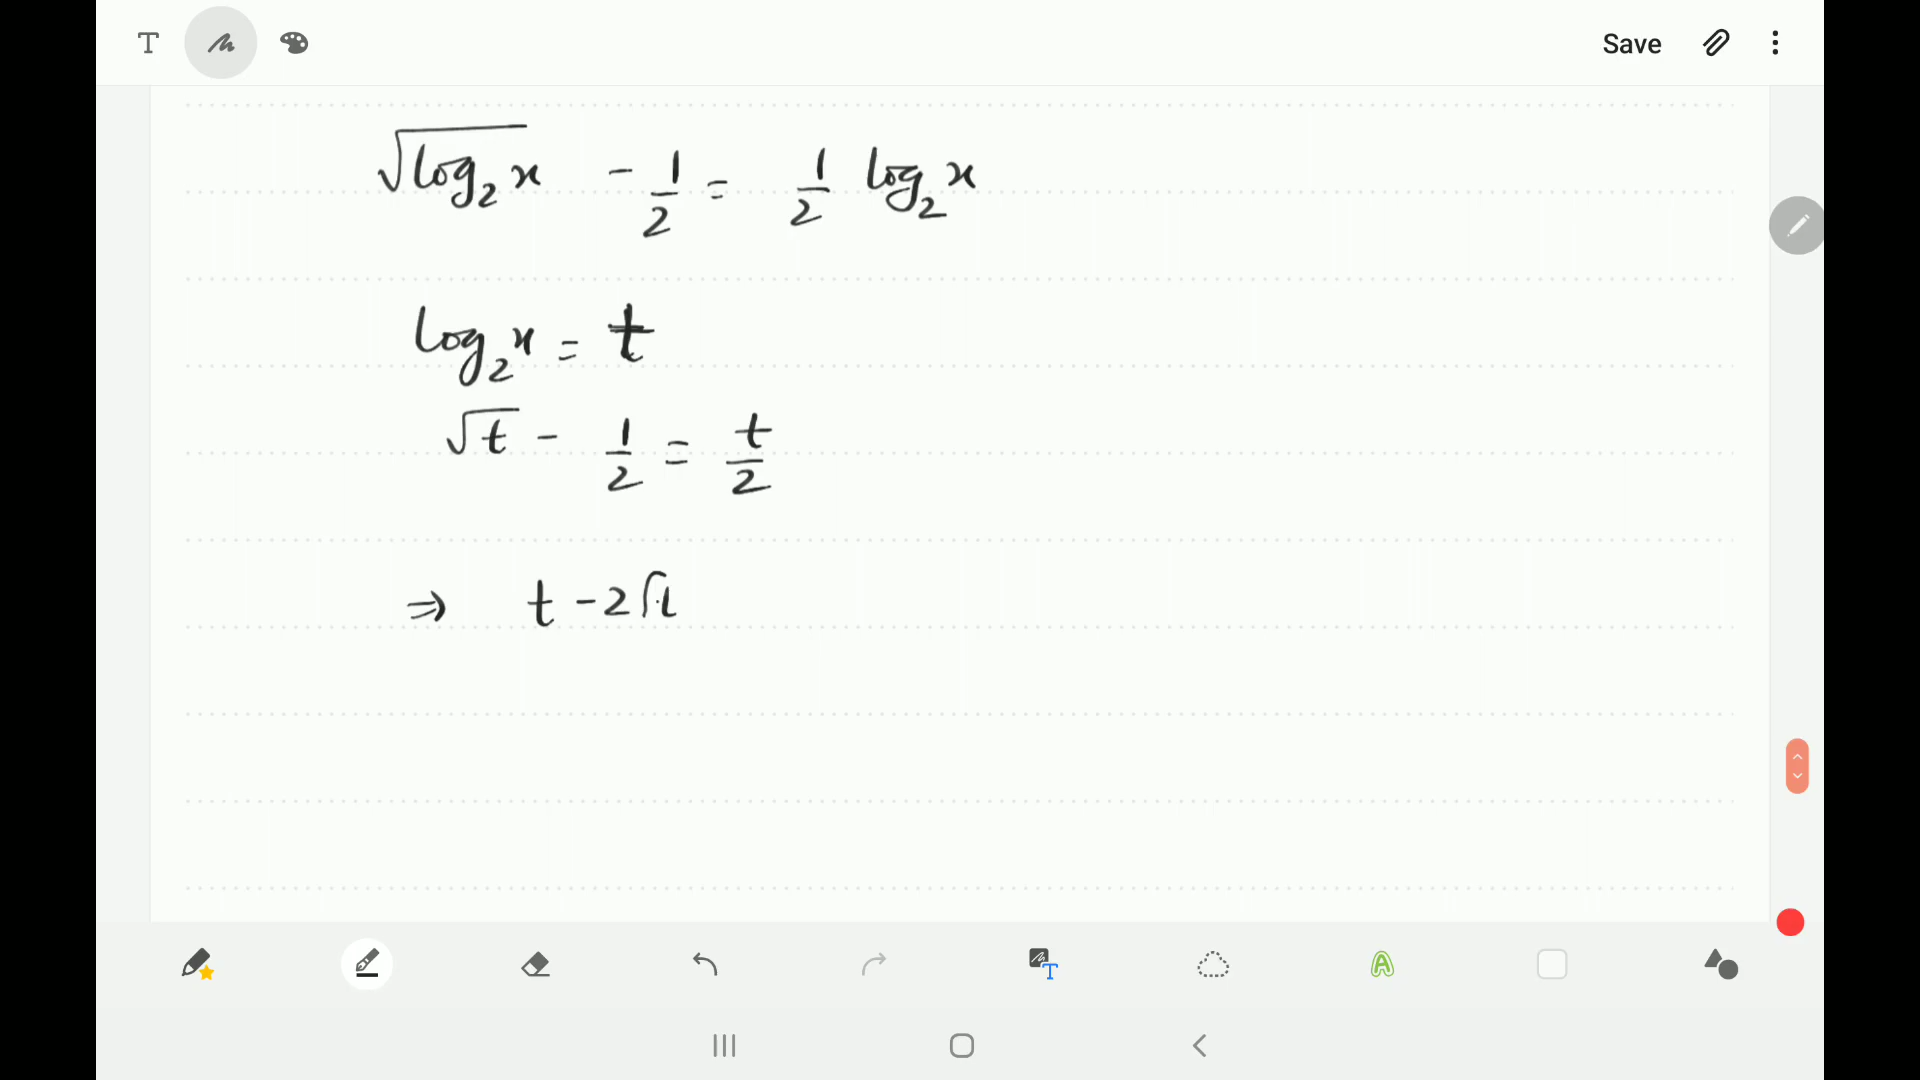 T Save
√log₂x - 1/2 = 1/2 log₂x
log₂x = t
√t - 1/2 = t/2
⇒ t - 2√t
T A